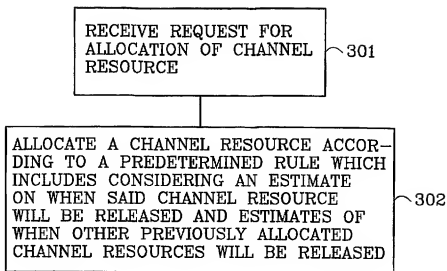 RECEIVE REQUEST FOR
ALLOCATION OF CHANNEL
RESOURCE
301
ALLOCATE A CHANNEL RESOURCE ACCOR-
DING TO A PREDETERMINED RULE WHICH
INCLUDES CONSIDERING AN ESTIMATE
ON WHEN SAID CHANNEL RESOURCE
WILL BE RELEASED AND ESTIMATES OF
WHEN OTHER PREVIOUSLY ALLOCATED
CHANNEL RESOURCES WILL BE RELEASED
302